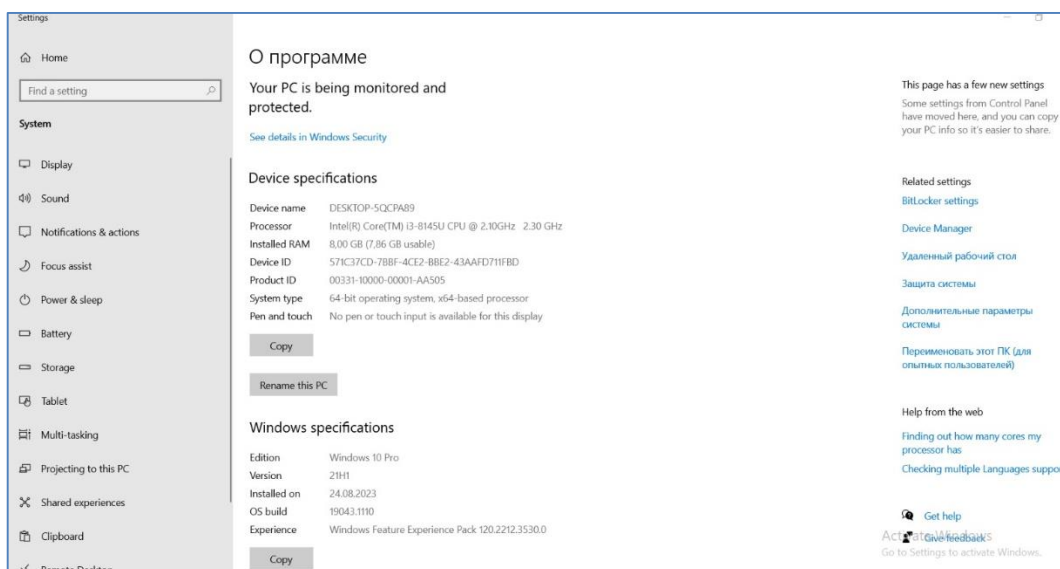 Settings
Home
Find a setting
System
Display
Sound
Notifications & actions
Focus assist
Power & sleep
Battery
Storage
Tablet
Multi-tasking
Projecting to this PC
Shared experiences
Clipboard
Remote Desktop
О программе
Your PC is being monitored and
protected.
See details in Windows Security
Device specifications
Device name DESKTOP-5QCPA89
Processor Intel(R) Core(TM) i3-8145U CPU @ 2.10GHz 2.30 GHz
Installed RAM 8,00 GB (7,86 GB usable)
Device ID 571C37CD-7BBF-4CE2-BBE2-43AAFD711FBD
Product ID 00331-10000-00001-AA505
System type 64-bit operating system, x64-based processor
Pen and touch No pen or touch input is available for this display
Copy
Rename this PC
Windows specifications
Edition Windows 10 Pro
Version 21H1
Installed on 24.08.2023
OS build 19043.1110
Experience Windows Feature Experience Pack 120.2212.3530.0
Copy
This page has a few new settings
Some settings from Control Panel
have moved here, and you can copy
your PC info so it's easier to share.
Related settings
BitLocker settings
Device Manager
Удаленный рабочий стол
Защита системы
Дополнительные параметры
системы
Переименовать этот ПК (для
опытных пользователей)
Help from the web
Finding out how many cores my
processor has
Checking multiple Languages suppo
Get help
Give feedback
Activate Windows
Go to Settings to activate Windows.